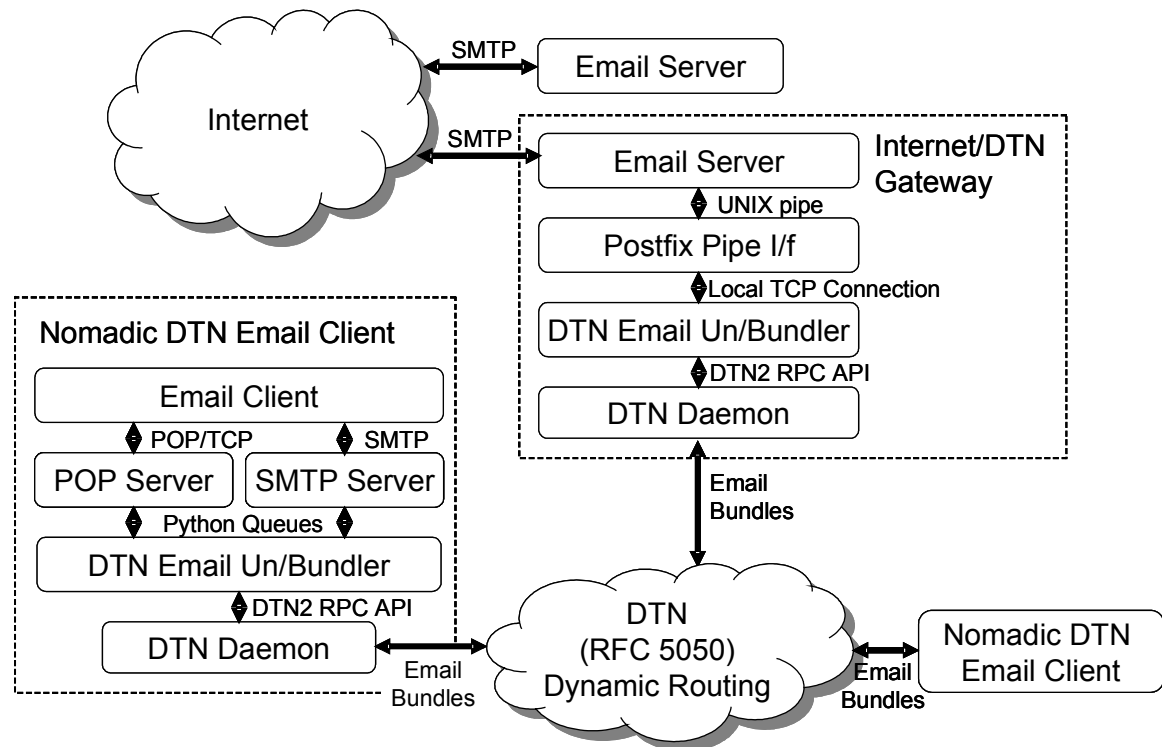 SMTP
Email Server
Internet
SMTP
Email Server
Internet/DTN
Gateway
UNIX pipe
Postfix Pipe I/f
Local TCP Connection
DTN Email Un/Bundler
DTN2 RPC API
DTN Daemon
Nomadic DTN Email Client
Email Client
POP/TCP
SMTP
POP Server
SMTP Server
Python Queues
DTN Email Un/Bundler
DTN2 RPC API
DTN Daemon
Email
Bundles
Email
Bundles
DTN
(RFC 5050)
Dynamic Routing
Email
Bundles
Nomadic DTN
Email Client